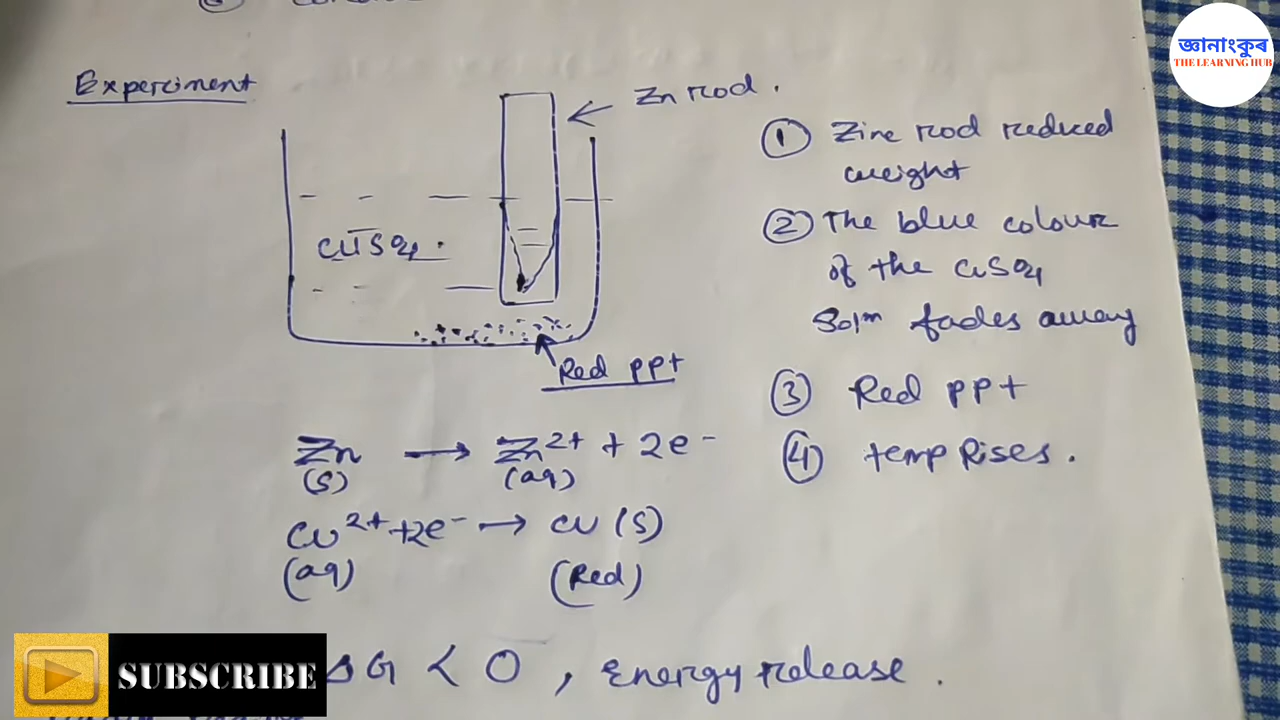 Experiment
Zn rod.
CuSO4.
Red ppt
Zn → Zn2+ + 2e-
(s) (aq)
Cu2+ + 2e- → Cu (s)
(aq) (Red)
ΔG < 0, Energy release.
① Zinc rod reduced
weight
② The blue colour
of the CuSO4
Soln fades away
③ Red ppt
④ temp rises.
জ্ঞানাংকুৰ
THE LEARNING HUB
SUBSCRIBE